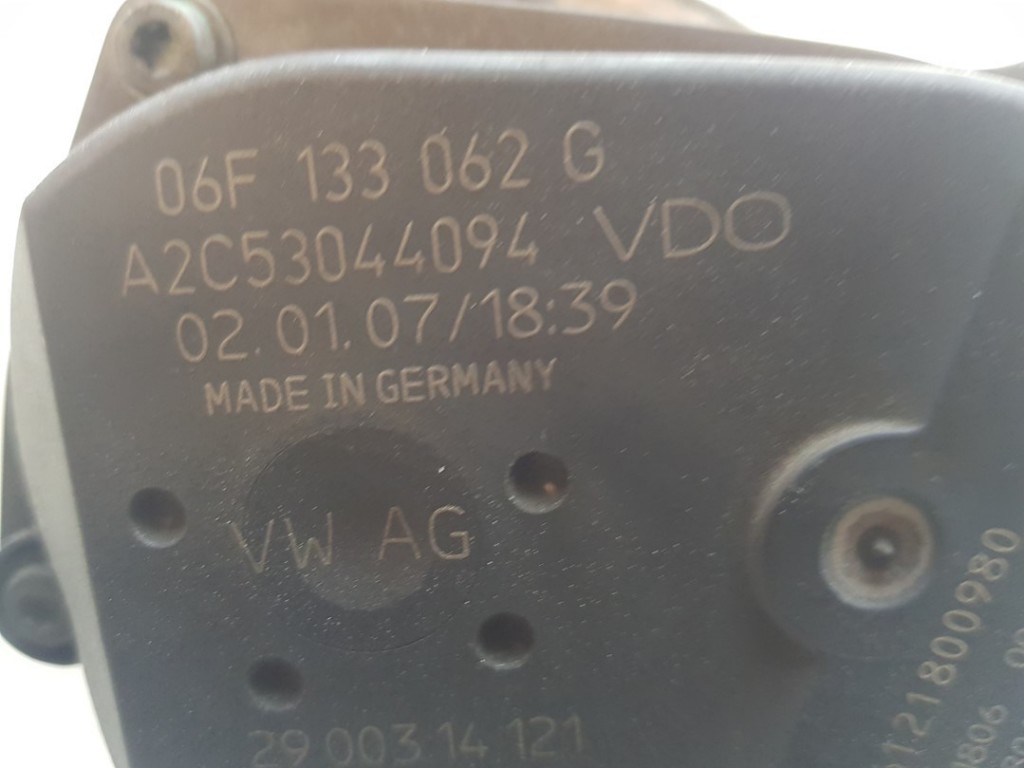 06F 133 062 G
A2C53044094 VDO
02.01.07/18:39
MADE IN GERMANY
VW AG
29 003 14 121